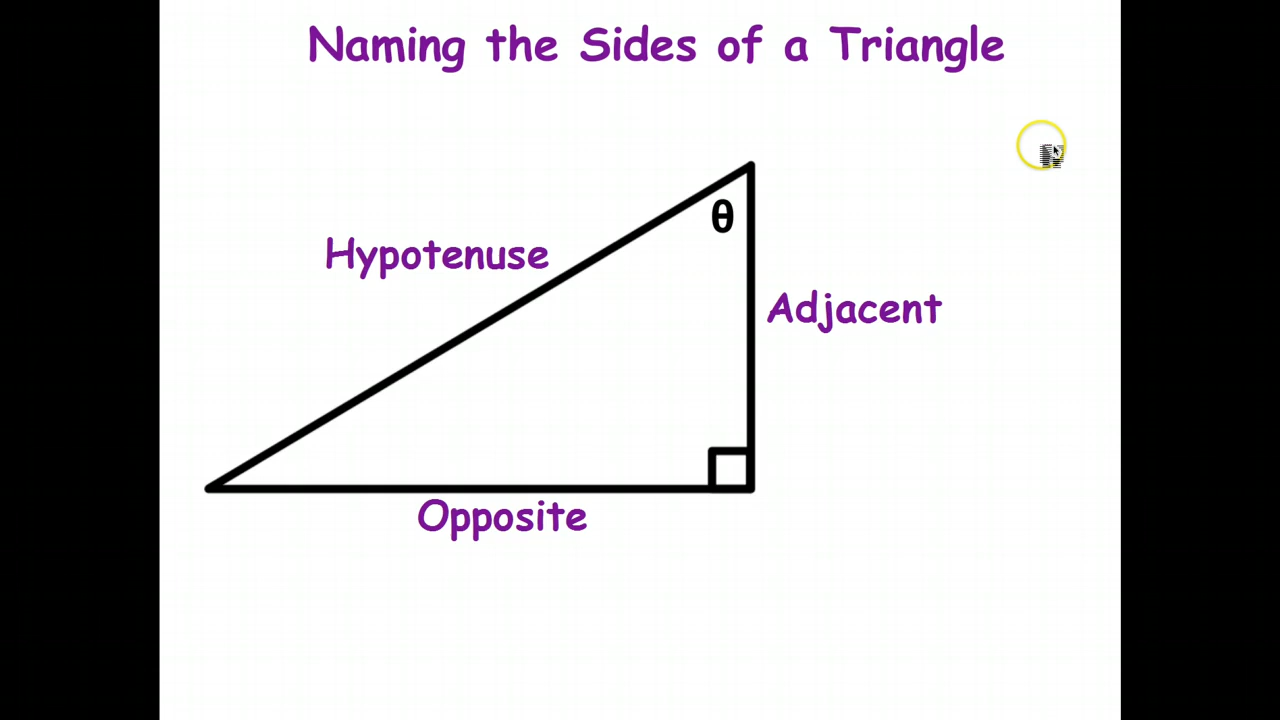 Naming the Sides of a Triangle
θ
Hypotenuse
Adjacent
Opposite